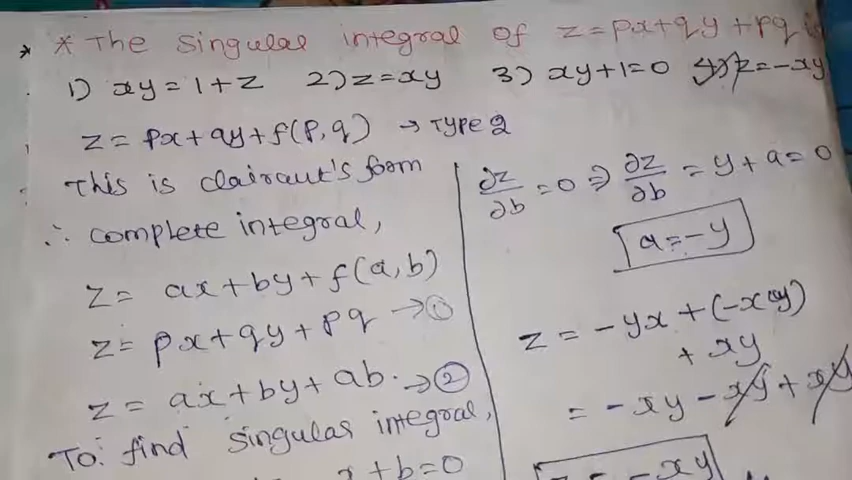 * * The singular integral of z=px+qy+pq is
1) xy=1+z 2) z=xy 3) xy+1=0 4) z=-xy
z = px+qy+f(p,q) → Type 2
This is clairaut's form
∴ complete integral,
z = ax+by+f(a,b)
z = px+qy+pq → ①
z = ax+by+ab. → ②
To find singular integral,
x+b=0
∂z/∂b =0 ⇒ ∂z/∂b = y+a=0
a=-y
z = -yx+(-xy)
+ xy
= -xy-xy+xy
z = -xy